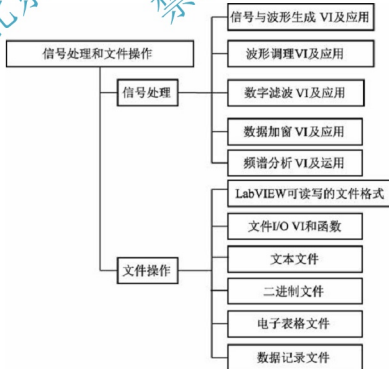 信号处理和文件操作
信号处理
信号与波形生成 VI及应用
波形调理VI及应用
数字滤波 VI及应用
数据加窗 VI及应用
频谱分析 VI及运用
文件操作
LabVIEW可读写的文件格式
文件I/O VI和函数
文本文件
二进制文件
电子表格文件
数据记录文件